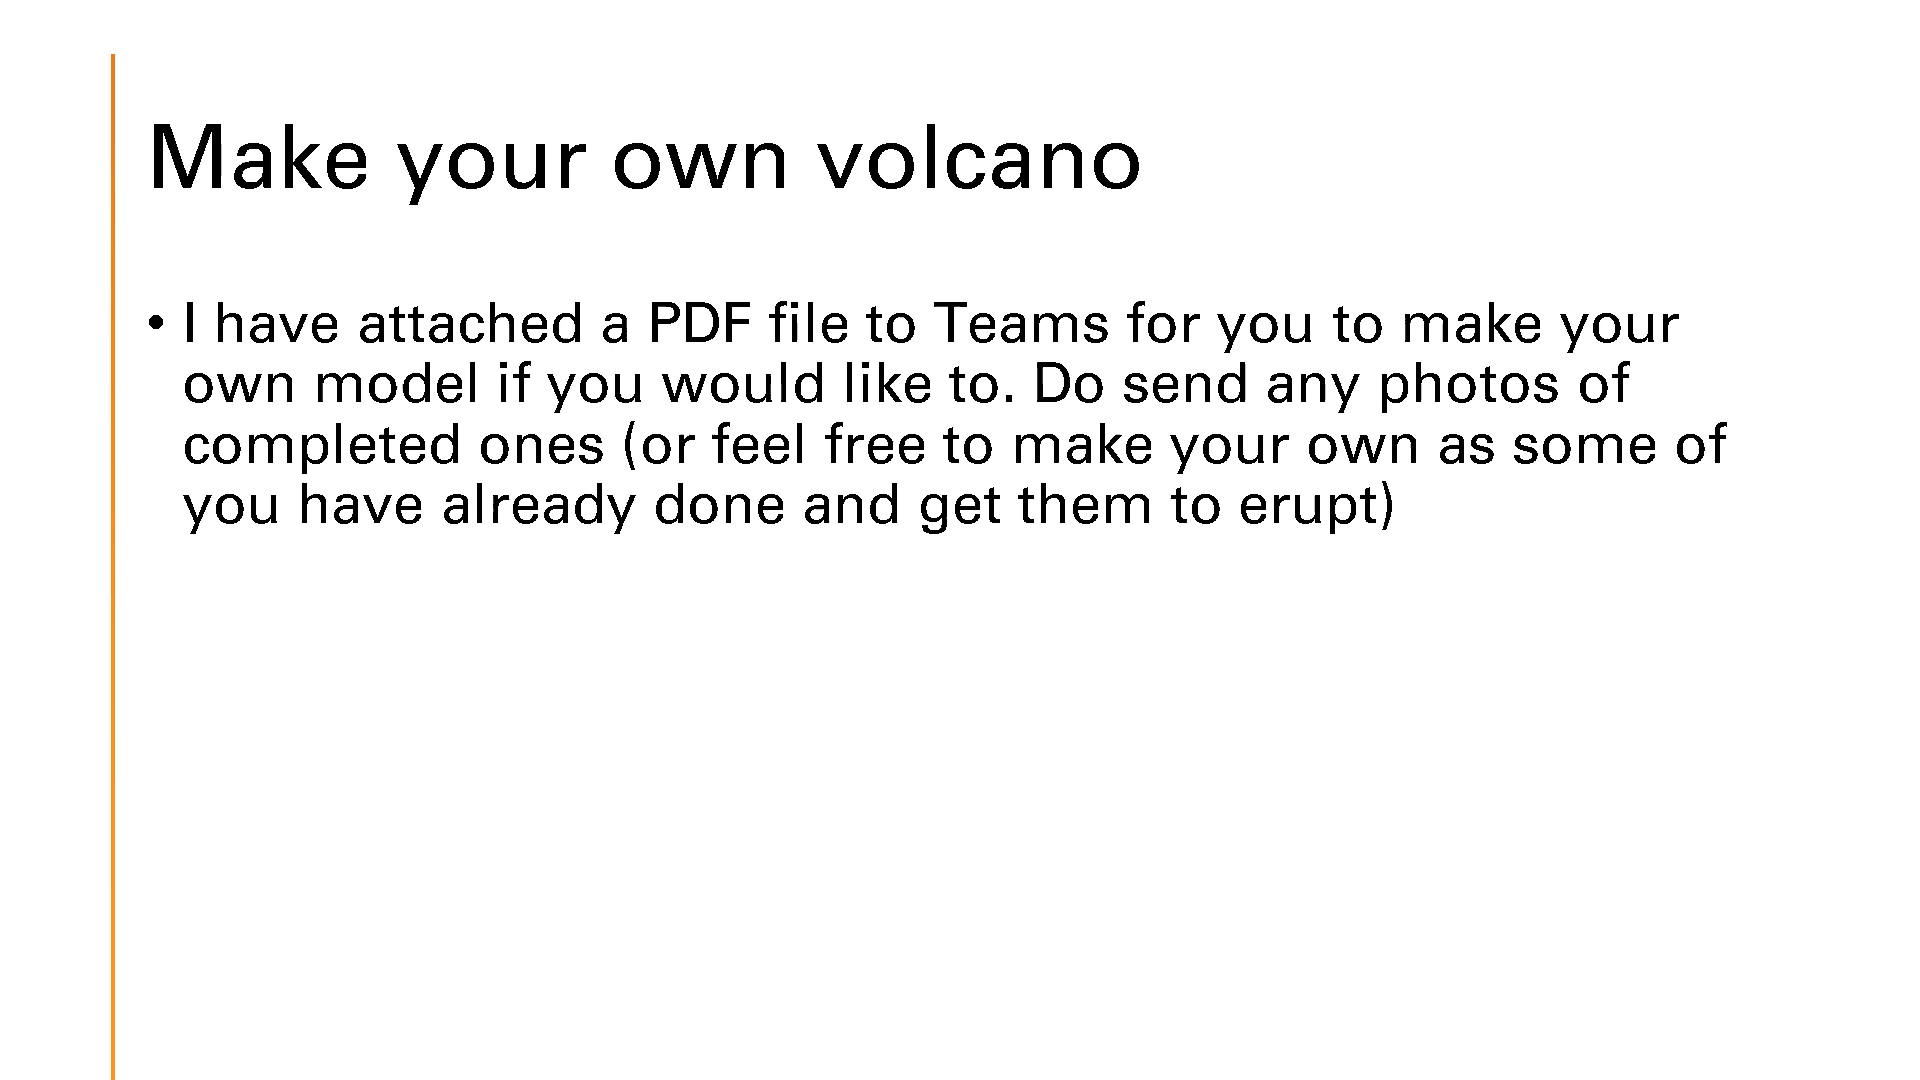 Make your own volcano
• I have attached a PDF file to Teams for you to make your
own model if you would like to. Do send any photos of
completed ones (or feel free to make your own as some of
you have already done and get them to erupt)